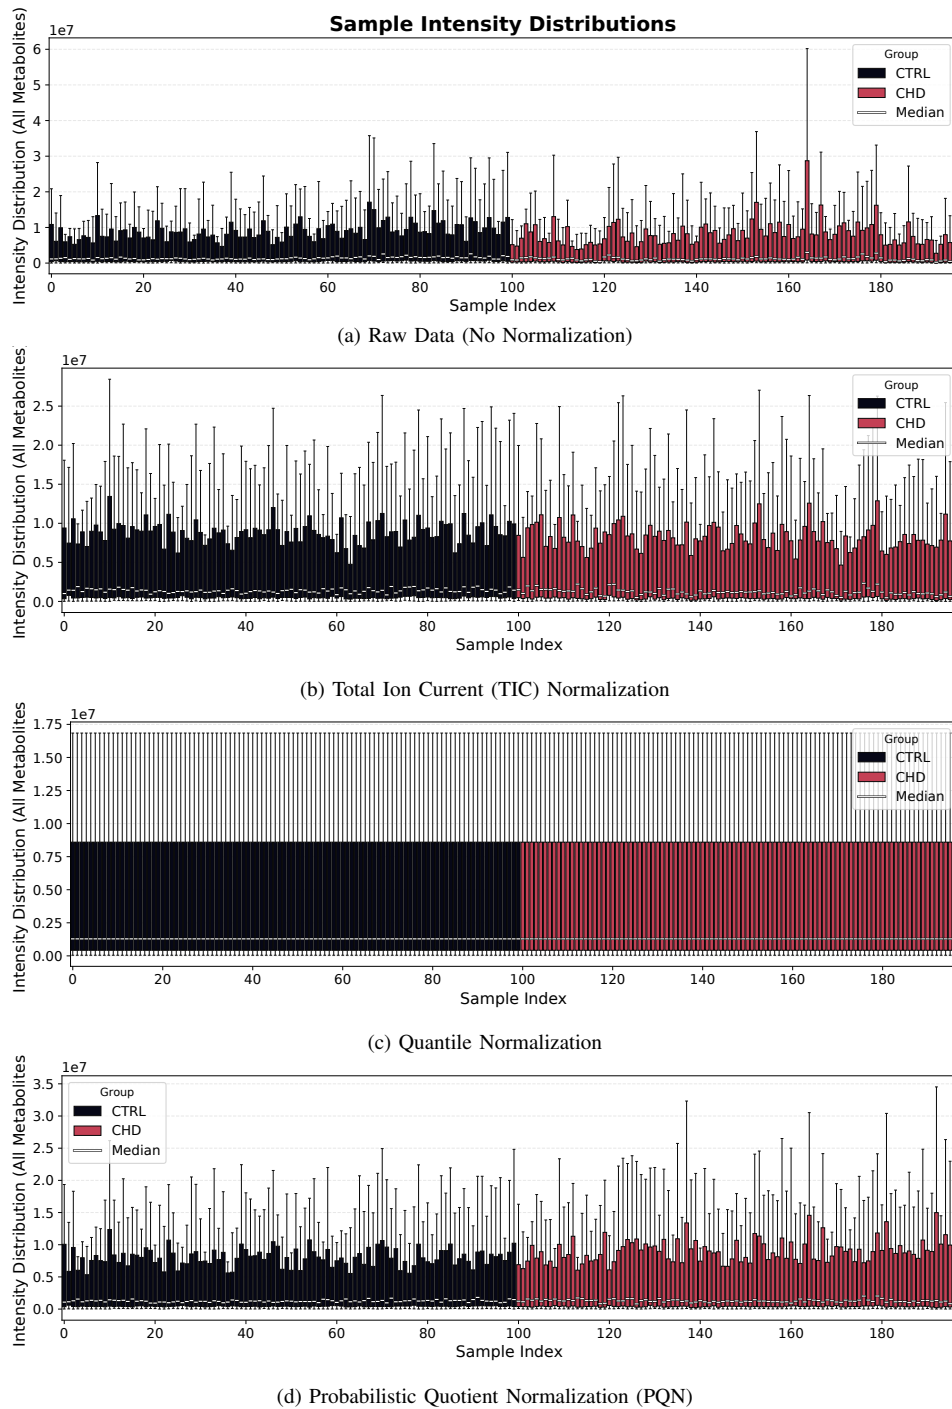 Sample Intensity Distributions
1e7
Intensity Distribution (All Metabolites)
6
5
4
3
2
1
0
Group
CTRL
CHD
Median
0 20 40 60 80 100 120 140 160 180
Sample Index
(a) Raw Data (No Normalization)
1e7
Intensity Distribution (All Metabolites)
2.5
2.0
1.5
1.0
0.5
0.0
Group
CTRL
CHD
Median
0 20 40 60 80 100 120 140 160 180
Sample Index
(b) Total Ion Current (TIC) Normalization
1e7
Intensity Distribution (All Metabolites
1.75
1.50
1.25
1.00
0.75
0.50
0.25
0.00
Group
CTRL
CHD
Median
0 20 40 60 80 100 120 140 160 180
Sample Index
(c) Quantile Normalization
1e7
Intensity Distribution (All Metabolites
3.5
3.0
2.5
2.0
1.5
1.0
0.5
0.0
Group
CTRL
CHD
Median
0 20 40 60 80 100 120 140 160 180
Sample Index
(d) Probabilistic Quotient Normalization (PQN)